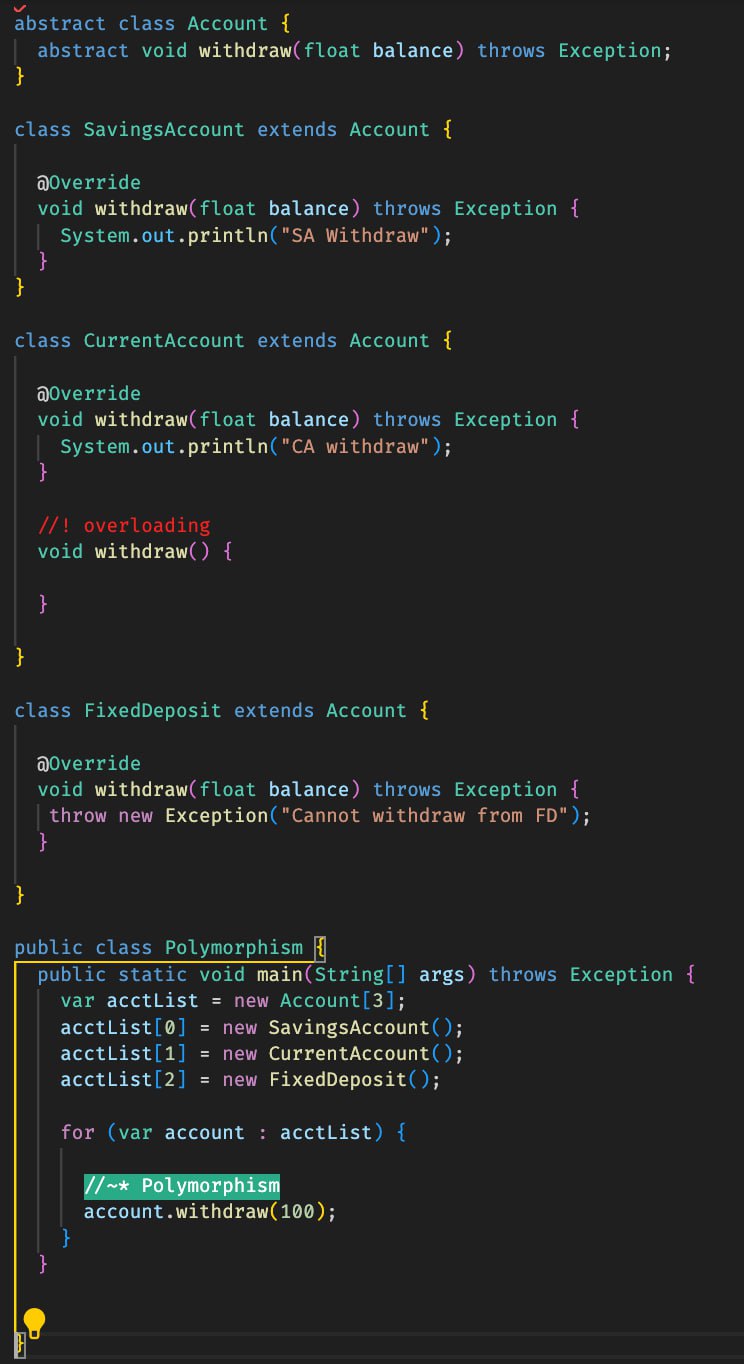 abstract class Account {
abstract void withdraw(float balance) throws Exception;
}
class SavingsAccount extends Account {
@Override
void withdraw(float balance) throws Exception {
System.out.println("SA Withdraw");
}
}
class CurrentAccount extends Account {
@Override
void withdraw(float balance) throws Exception {
System.out.println("CA withdraw");
}
//! overloading
void withdraw() {
}
}
class FixedDeposit extends Account {
@Override
void withdraw(float balance) throws Exception {
throw new Exception("Cannot withdraw from FD");
}
}
public class Polymorphism {
public static void main(String[] args) throws Exception {
var acctList = new Account[3];
acctList[0] = new SavingsAccount();
acctList[1] = new CurrentAccount();
acctList[2] = new FixedDeposit();
for (var account : acctList) {
//~* Polymorphism
account.withdraw(100);
}
}
}